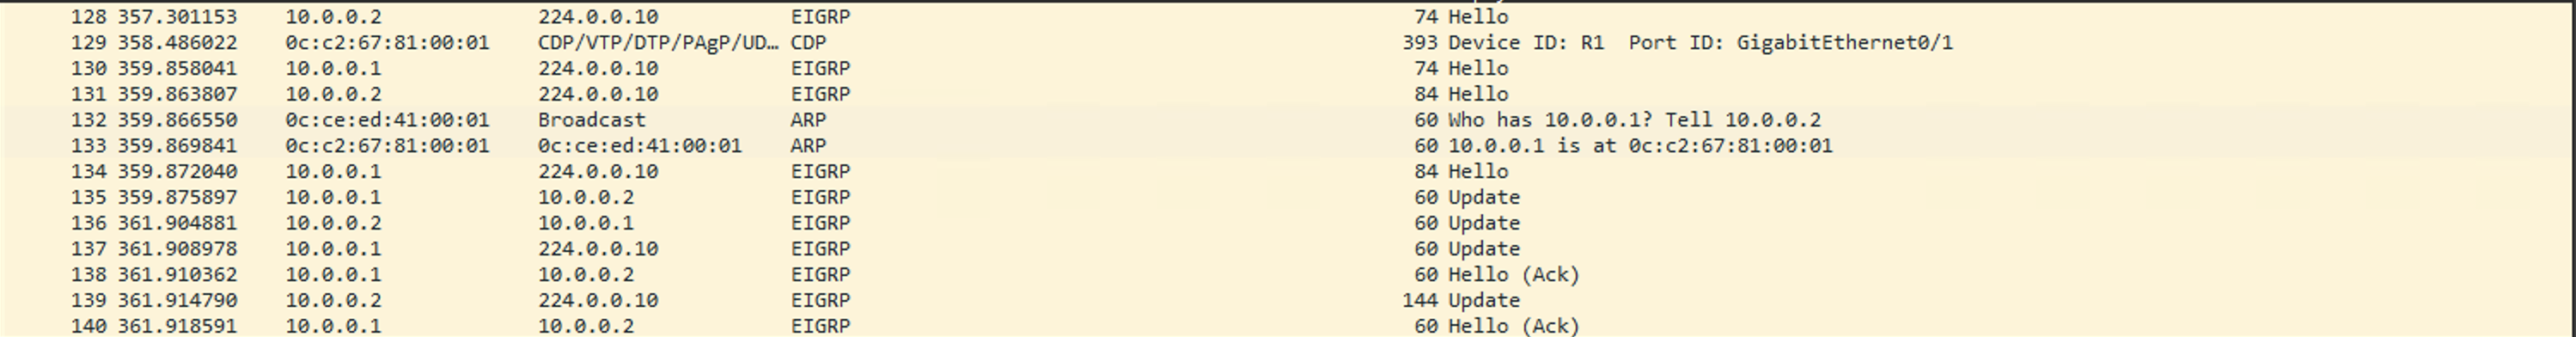 128 357.301153 10.0.0.2 224.0.0.10 EIGRP 74 Hello
129 358.486022 0c:c2:67:81:00:01 CDP/VTP/DTP/PAgP/UD… CDP 393 Device ID: R1 Port ID: GigabitEthernet0/1
130 359.858041 10.0.0.1 224.0.0.10 EIGRP 74 Hello
131 359.863807 10.0.0.2 224.0.0.10 EIGRP 84 Hello
132 359.866550 0c:ce:ed:41:00:01 Broadcast ARP 60 Who has 10.0.0.1? Tell 10.0.0.2
133 359.869841 0c:c2:67:81:00:01 0c:ce:ed:41:00:01 ARP 60 10.0.0.1 is at 0c:c2:67:81:00:01
134 359.872040 10.0.0.1 224.0.0.10 EIGRP 84 Hello
135 359.875897 10.0.0.1 10.0.0.2 EIGRP 60 Update
136 361.904881 10.0.0.2 10.0.0.1 EIGRP 60 Update
137 361.908978 10.0.0.1 224.0.0.10 EIGRP 60 Update
138 361.910362 10.0.0.1 10.0.0.2 EIGRP 60 Hello (Ack)
139 361.914790 10.0.0.2 224.0.0.10 EIGRP 144 Update
140 361.918591 10.0.0.1 10.0.0.2 EIGRP 60 Hello (Ack)